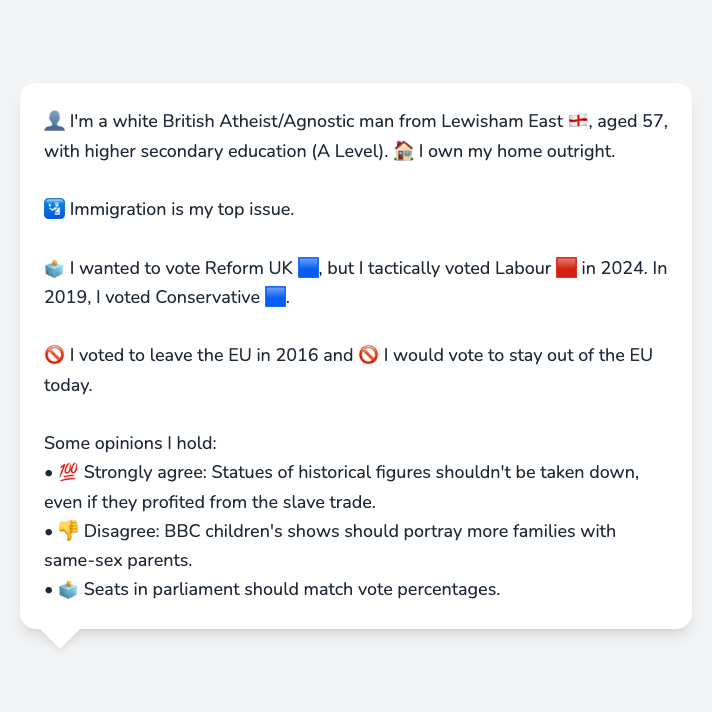 👤 I'm a white British Atheist/Agnostic man from Lewisham East 🏴󠁧󠁢󠁥󠁮󠁧󠁿, aged 57,
with higher secondary education (A Level). 🏠 I own my home outright.
🛂 Immigration is my top issue.
🗳️ I wanted to vote Reform UK 🟦, but I tactically voted Labour 🟥 in 2024. In
2019, I voted Conservative 🟦.
🚫 I voted to leave the EU in 2016 and 🚫 I would vote to stay out of the EU
today.
Some opinions I hold:
• 💯 Strongly agree: Statues of historical figures shouldn't be taken down,
even if they profited from the slave trade.
• 👎 Disagree: BBC children's shows should portray more families with
same-sex parents.
• 🗳️ Seats in parliament should match vote percentages.